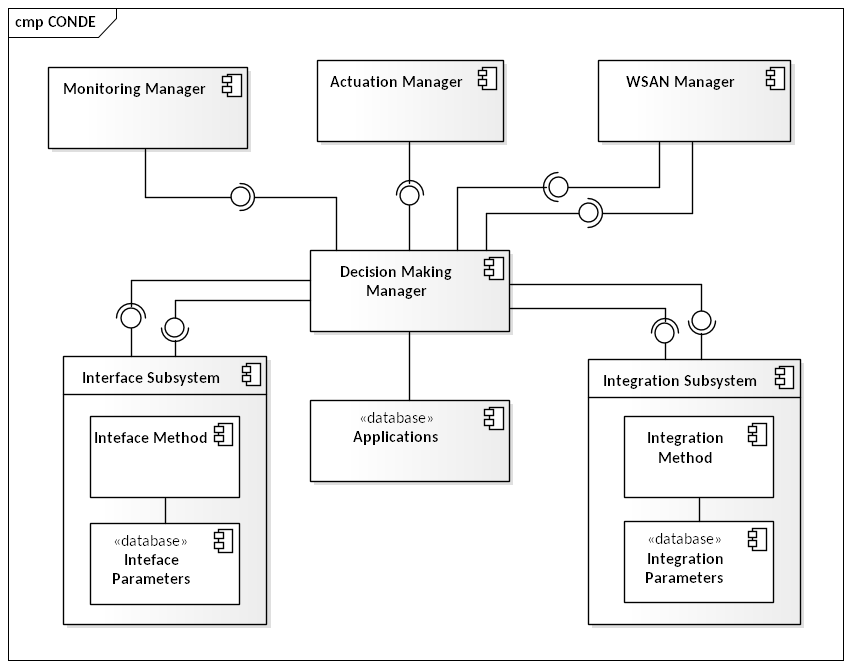 cmp CONDE
Monitoring Manager
Actuation Manager
WSAN Manager
Decision Making
Manager
Interface Subsystem
Inteface Method
«database»
Inteface
Parameters
«database»
Applications
Integration Subsystem
Integration
Method
«database»
Integration
Parameters